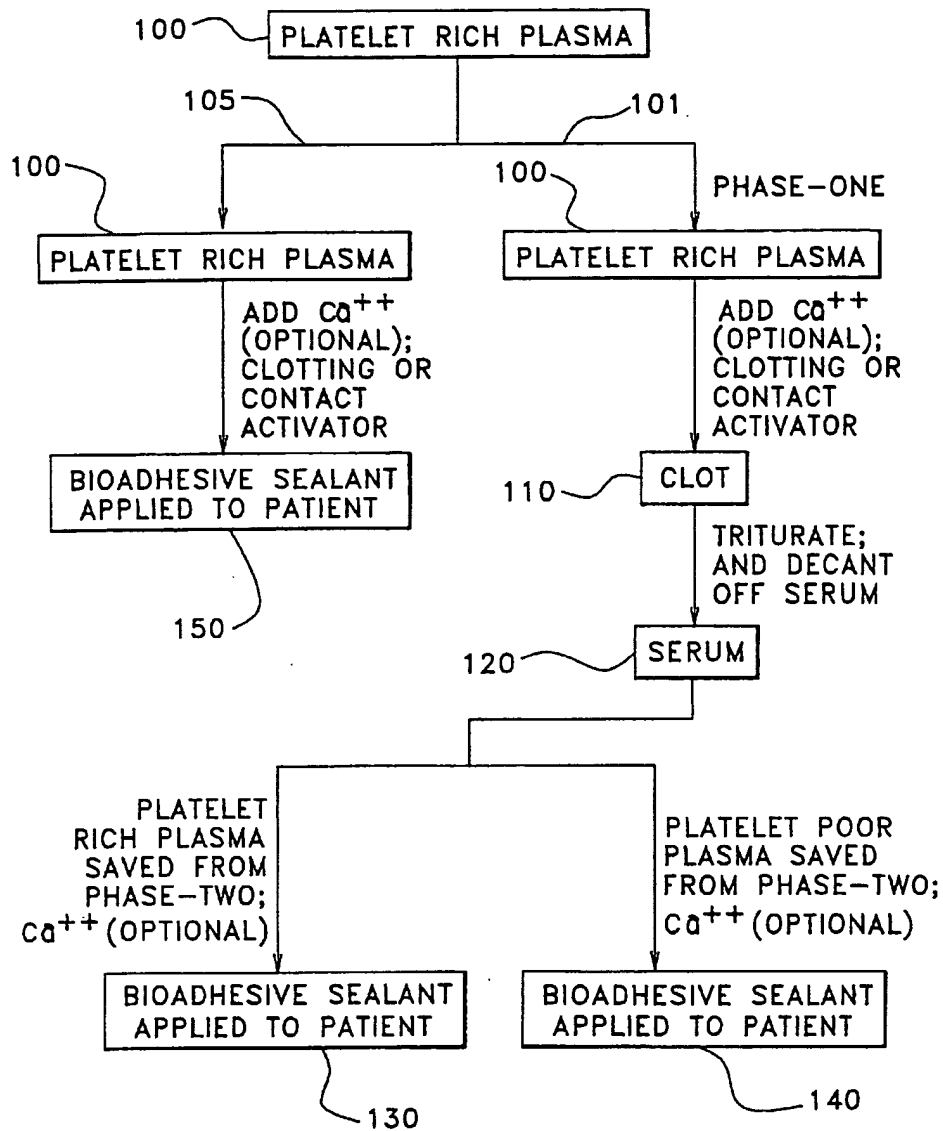 100
PLATELET RICH PLASMA
105
101
100
PLATELET RICH PLASMA
ADD Ca++
(OPTIONAL);
CLOTTING OR
CONTACT
ACTIVATOR
BIOADHESIVE SEALANT
APPLIED TO PATIENT
150
PHASE-ONE
100
PLATELET RICH PLASMA
ADD Ca++
(OPTIONAL);
CLOTTING OR
CONTACT
ACTIVATOR
110
CLOT
TRITURATE;
AND DECANT
OFF SERUM
120
SERUM
PLATELET
RICH PLASMA
SAVED FROM
PHASE-TWO;
Ca++ (OPTIONAL)
BIOADHESIVE SEALANT
APPLIED TO PATIENT
130
PLATELET POOR
PLASMA SAVED
FROM PHASE-TWO;
Ca++ (OPTIONAL)
BIOADHESIVE SEALANT
APPLIED TO PATIENT
140